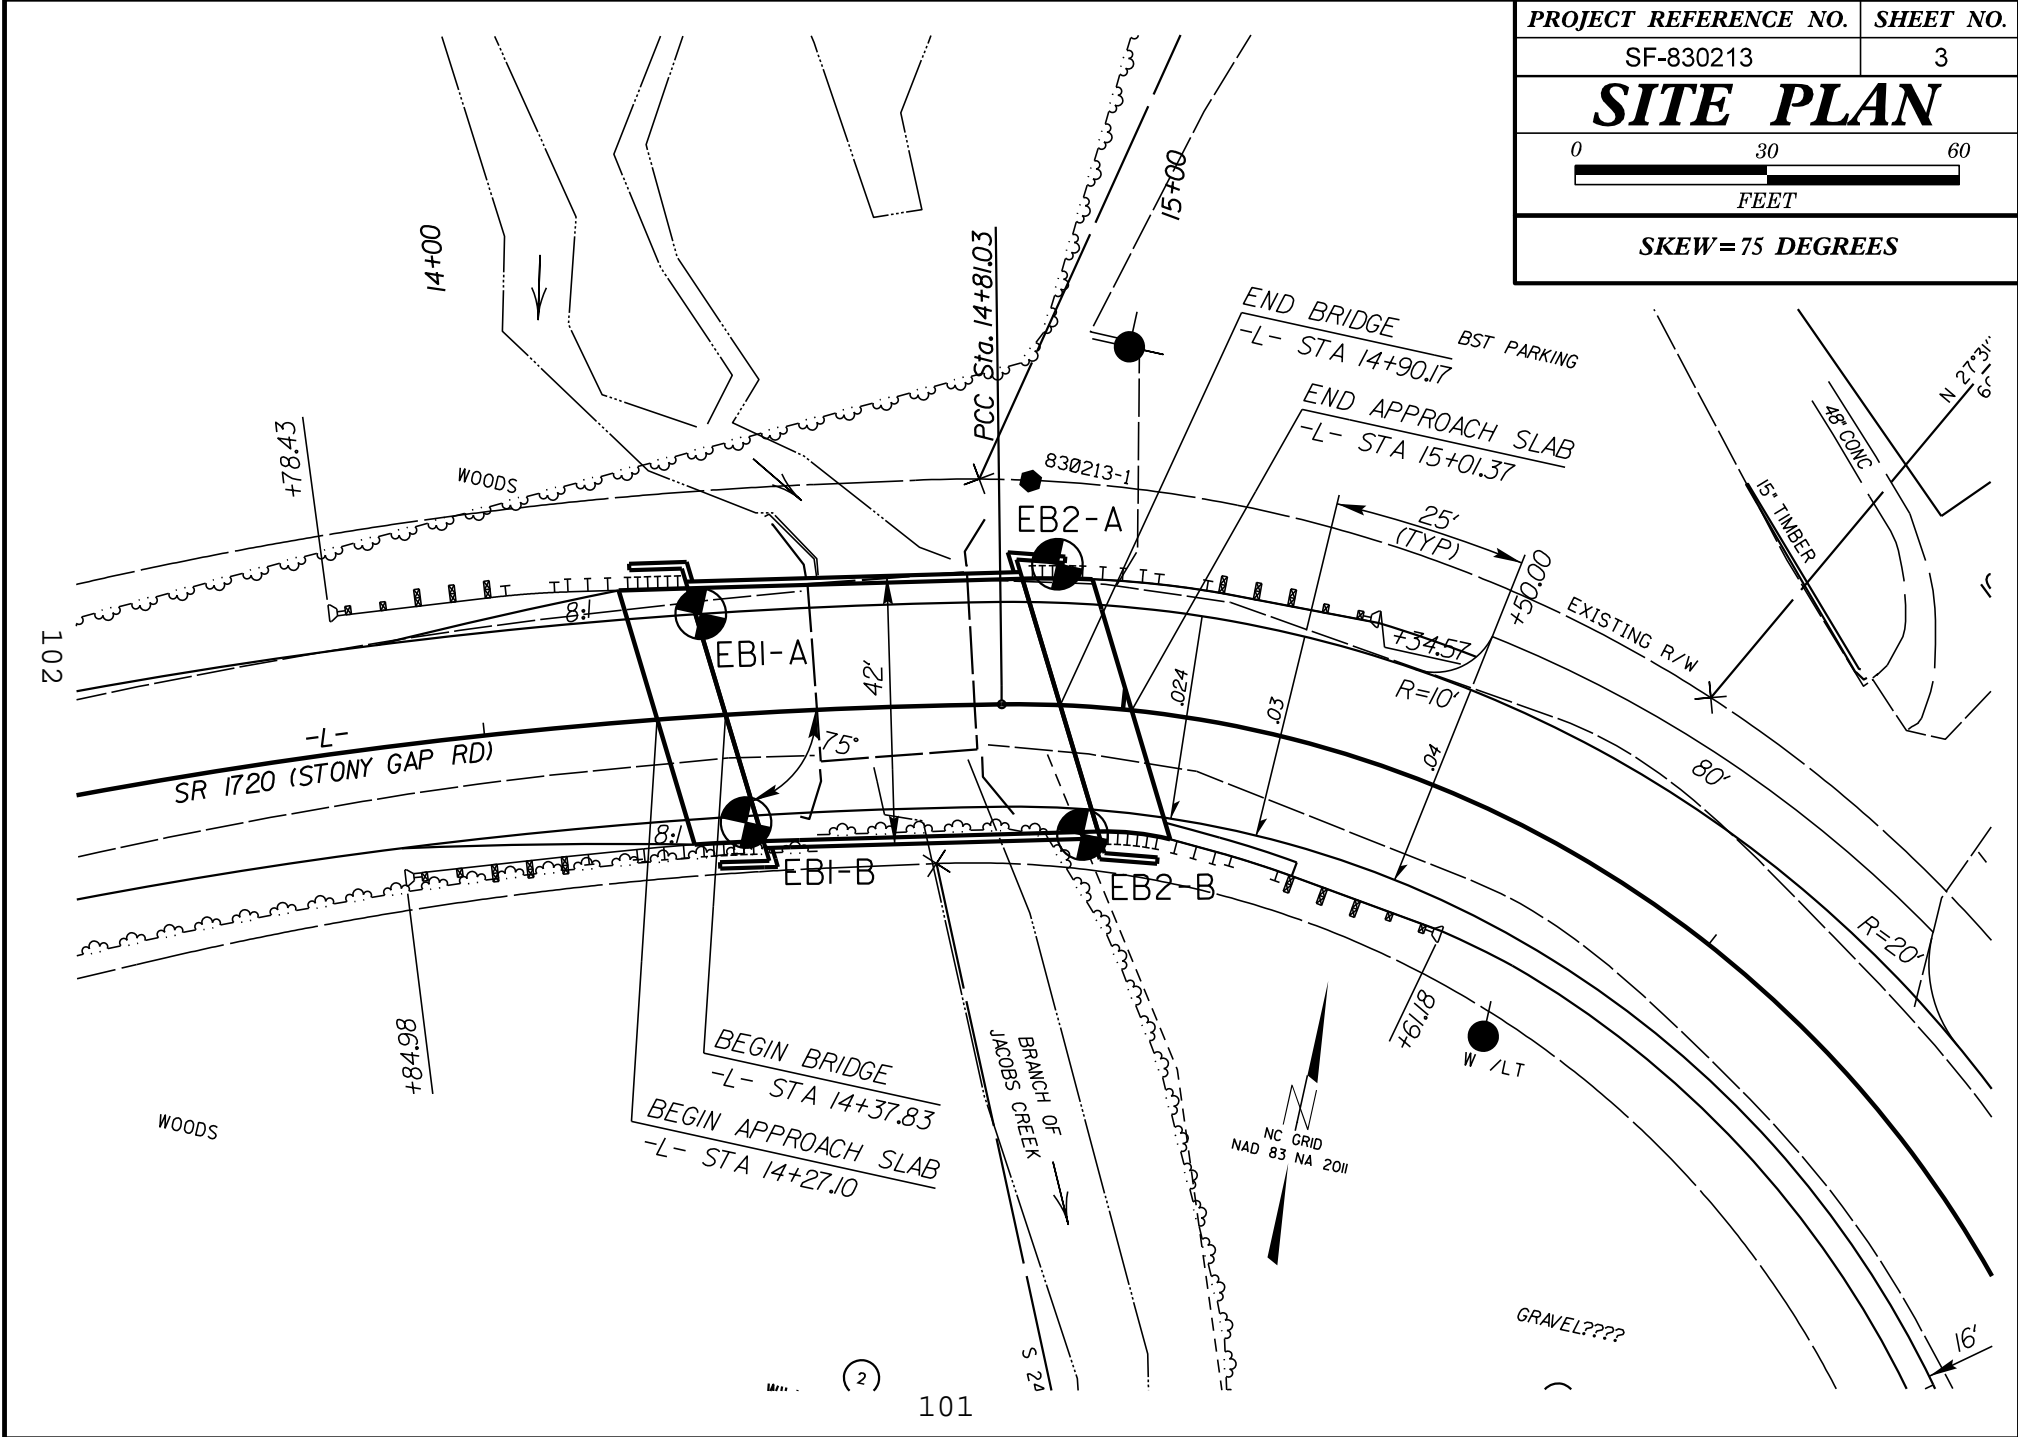 PROJECT REFERENCE NO.
SHEET NO.
SF-830213
3
SITE PLAN
0 30 60
FEET
SKEW = 75 DEGREES
14+00
15+00
PCC Sta. 14+81.03
END BRIDGE
-L- STA 14+90.17
BST PARKING
END APPROACH SLAB
-L- STA 15+01.37
N 27°31'
48" CONC
15" TIMBER
+78.43
WOODS
830213-1
EB2-A
25'
(TYP)
+50.00
EXISTING R/W
8:1
EB1-A
42'
+34.57
R=10'
.024
.03
.04
102
-L-
SR 1720 (STONY GAP RD)
75°
80'
8:1
EB1-B
EB2-B
R=20'
+84.98
+61.18
W /LT
BEGIN BRIDGE
-L- STA 14+37.83
BEGIN APPROACH SLAB
-L- STA 14+27.10
BRANCH OF
JACOBS CREEK
WOODS
NC GRID
NAD 83 NA 2011
GRAVEL????
16'
S 24
2
101